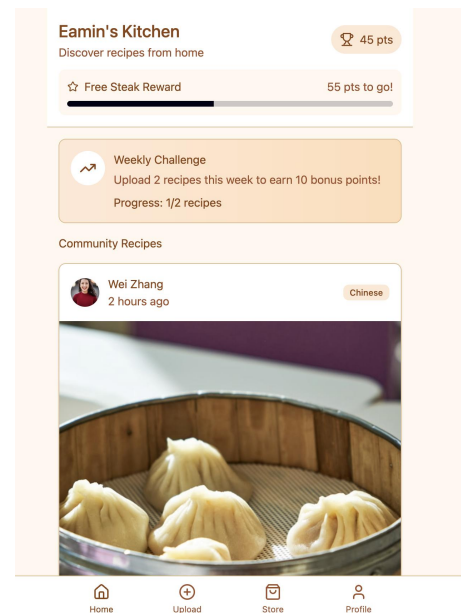 Eamin's Kitchen
Discover recipes from home
45 pts
Free Steak Reward
55 pts to go!
Weekly Challenge
Upload 2 recipes this week to earn 10 bonus points!
Progress: 1/2 recipes
Community Recipes
Wei Zhang
2 hours ago
Chinese
Home
Upload
Store
Profile